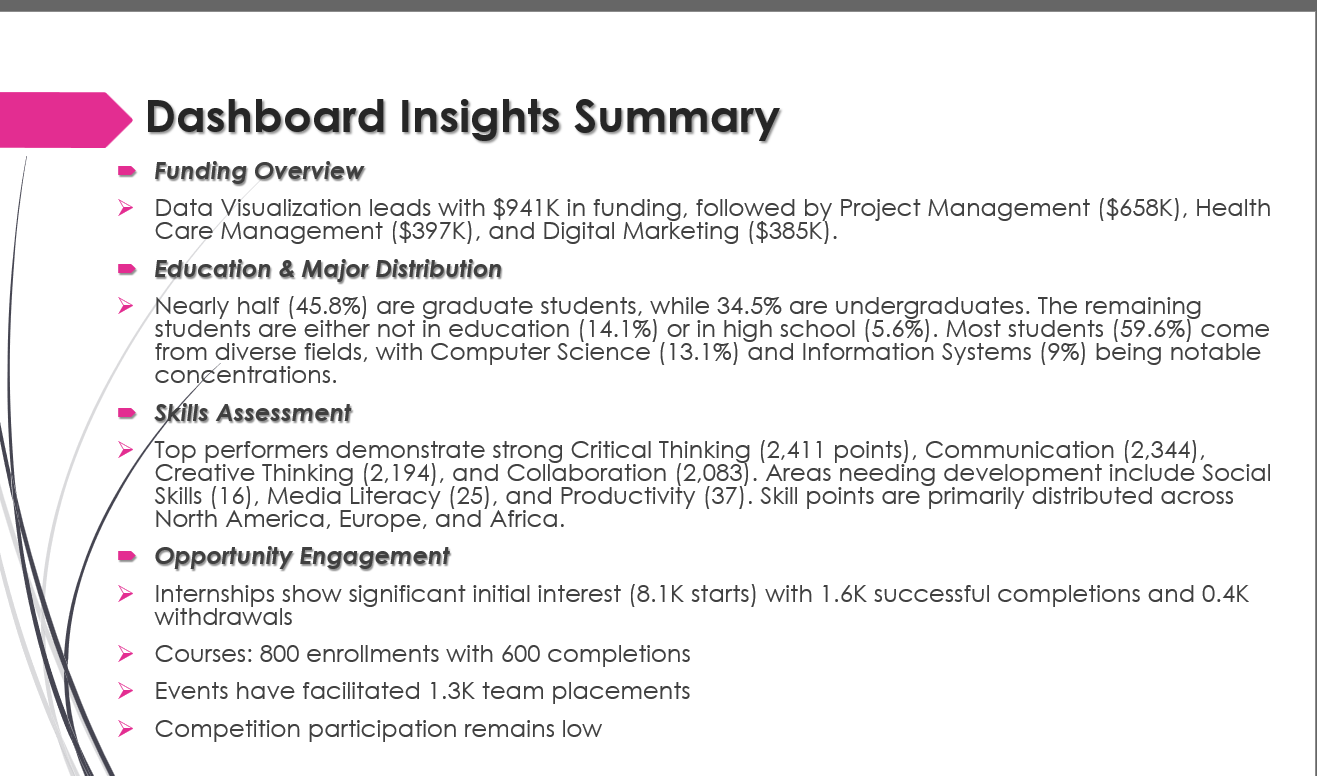 Dashboard Insights Summary
Funding Overview
Data Visualization leads with $941K in funding, followed by Project Management ($658K), Health
Care Management ($397K), and Digital Marketing ($385K).
Education & Major Distribution
Nearly half (45.8%) are graduate students, while 34.5% are undergraduates. The remaining
students are either not in education (14.1%) or in high school (5.6%). Most students (59.6%) come
from diverse fields, with Computer Science (13.1%) and Information Systems (9%) being notable
concentrations.
Skills Assessment
Top performers demonstrate strong Critical Thinking (2,411 points), Communication (2,344),
Creative Thinking (2,194), and Collaboration (2,083). Areas needing development include Social
Skills (16), Media Literacy (25), and Productivity (37). Skill points are primarily distributed across
North America, Europe, and Africa.
Opportunity Engagement
Internships show significant initial interest (8.1K starts) with 1.6K successful completions and 0.4K
withdrawals
Courses: 800 enrollments with 600 completions
Events have facilitated 1.3K team placements
Competition participation remains low